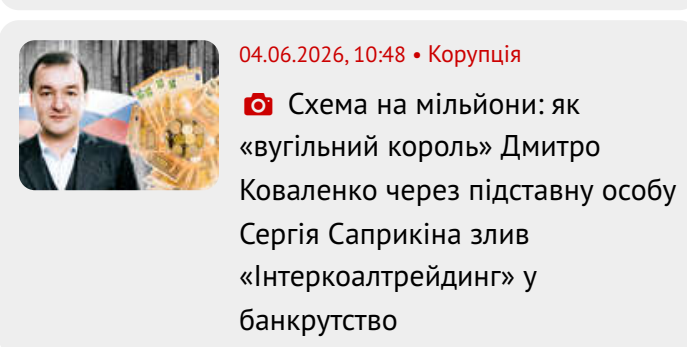 04.06.2026, 10:48 • Корупція
Схема на мільйони: як
«вугільний король» Дмитро
Коваленко через підставну особу
Сергія Саприкіна злив
«Інтеркоалтрейдинг» у
банкрутство